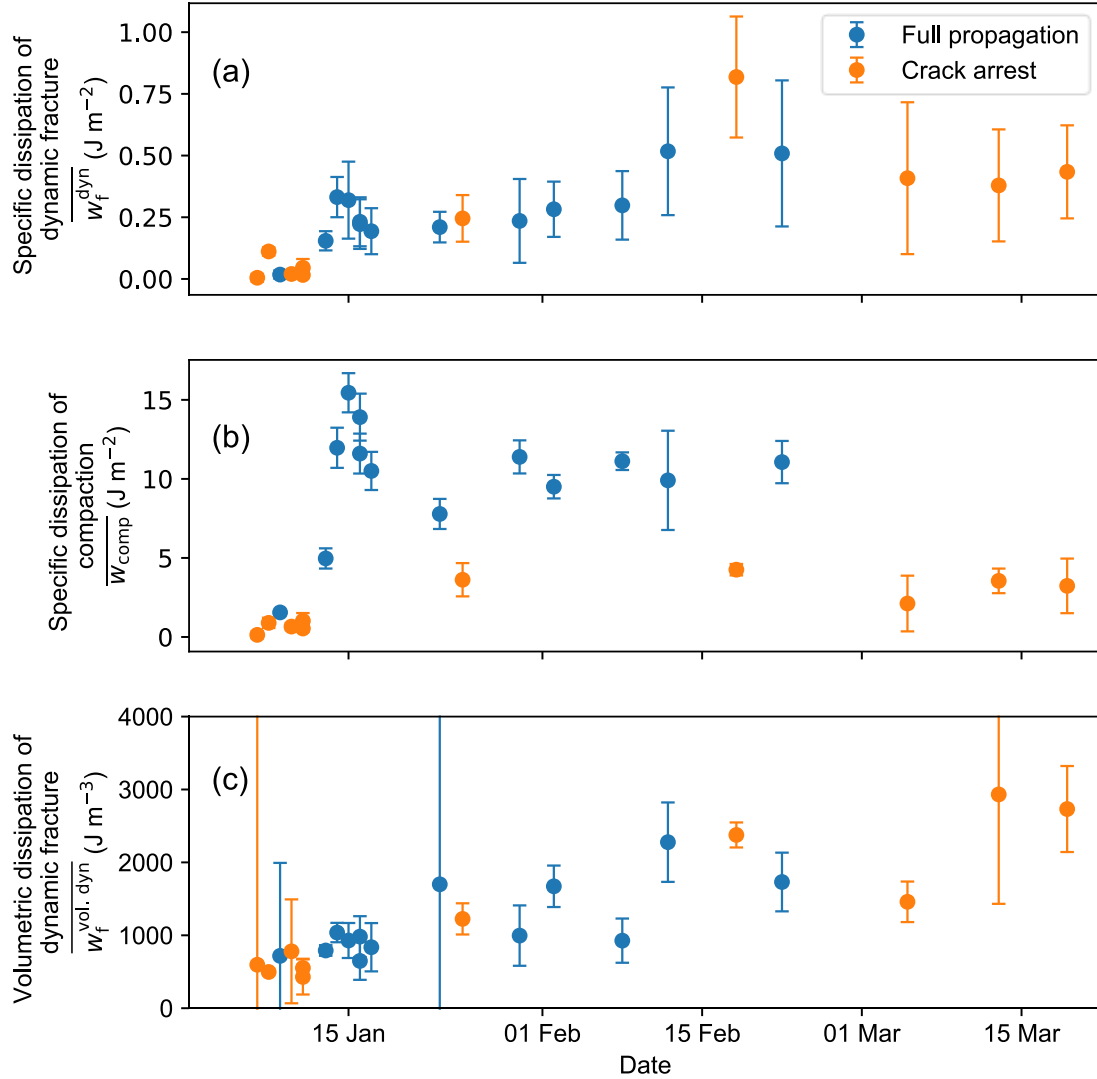 Specific dissipation of
dynamic fracture
w_f^dyn (J m−2)
1.00
0.75
0.50
0.25
0.00
(a)
Full propagation
Crack arrest
Specific dissipation of
compaction
w_comp (J m−2)
15
10
5
0
(b)
Volumetric dissipation of
dynamic fracture
w_f^vol. dyn (J m−3)
4000
3000
2000
1000
0
(c)
15 Jan
01 Feb
15 Feb
01 Mar
15 Mar
Date